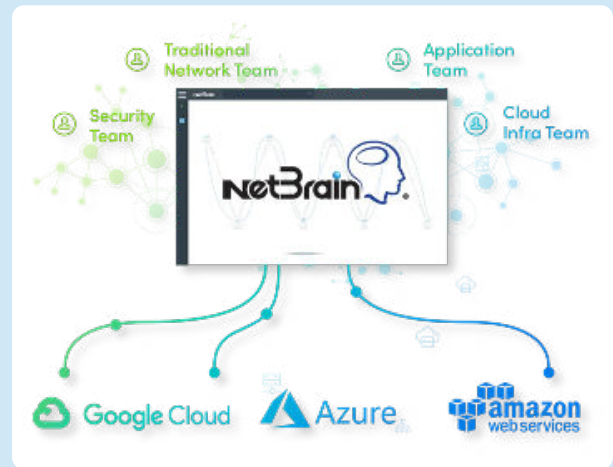 Traditional
Network Team
Application
Team
Security
Team
Cloud
Infra Team
NetBrain
®
Google Cloud
Azure
amazon
web services